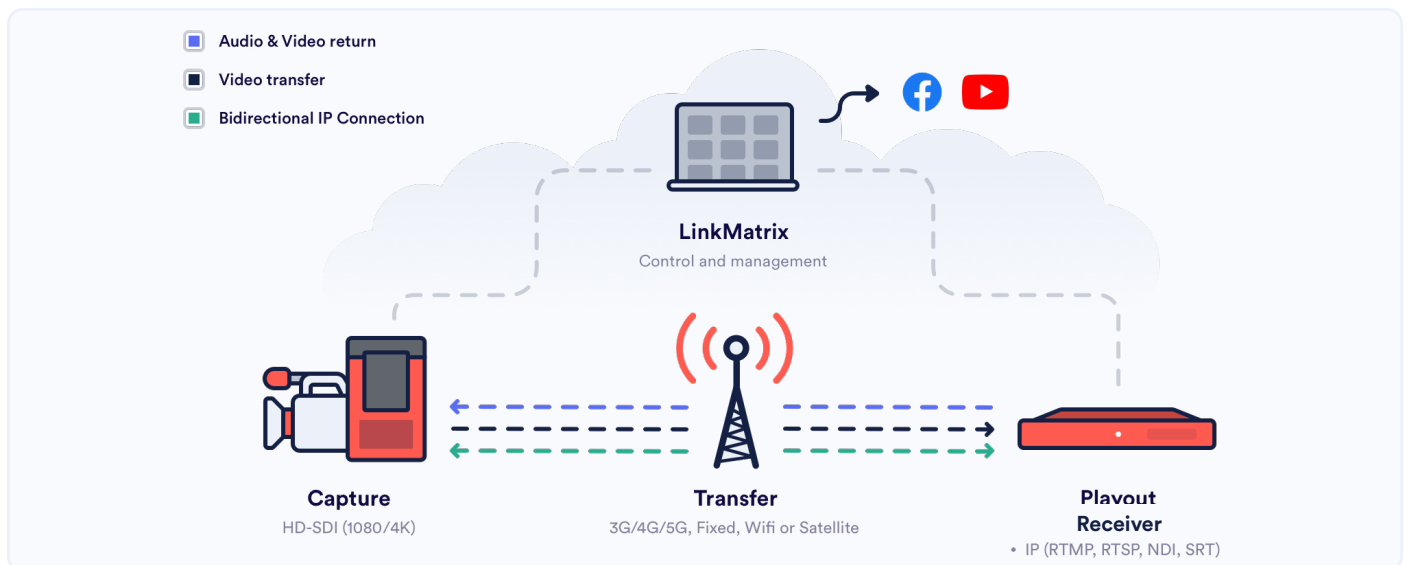 Audio & Video return
Video transfer
Bidirectional IP Connection
LinkMatrix
Control and management
Capture
HD-SDI (1080/4K)
Transfer
3G/4G/5G, Fixed, Wifi or Satellite
Playout
Receiver
• IP (RTMP, RTSP, NDI, SRT)